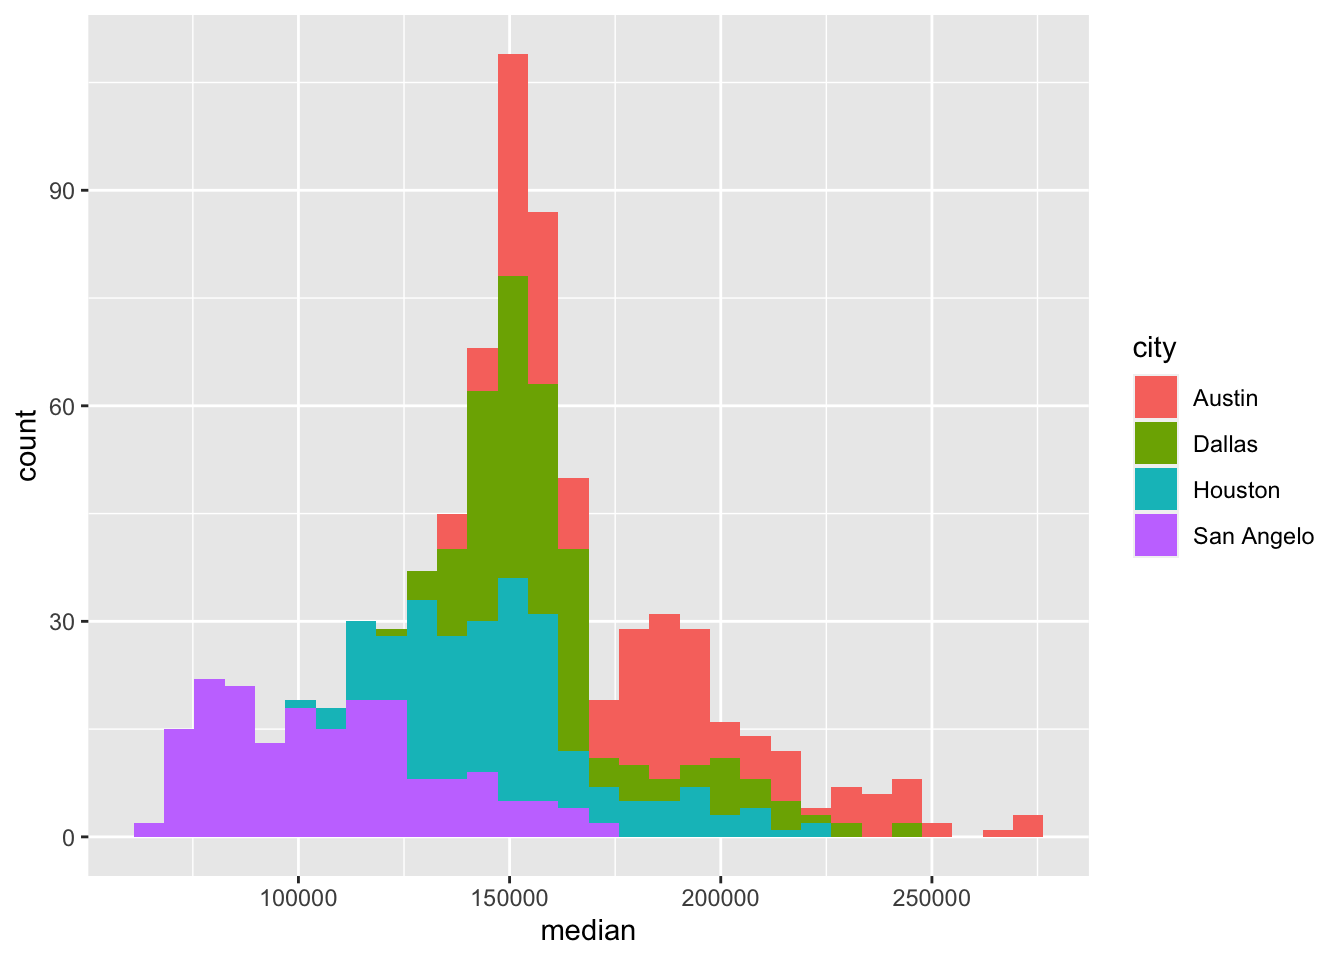 90
60
30
0
count
100000
150000
200000
250000
median
city
Austin
Dallas
Houston
San Angelo